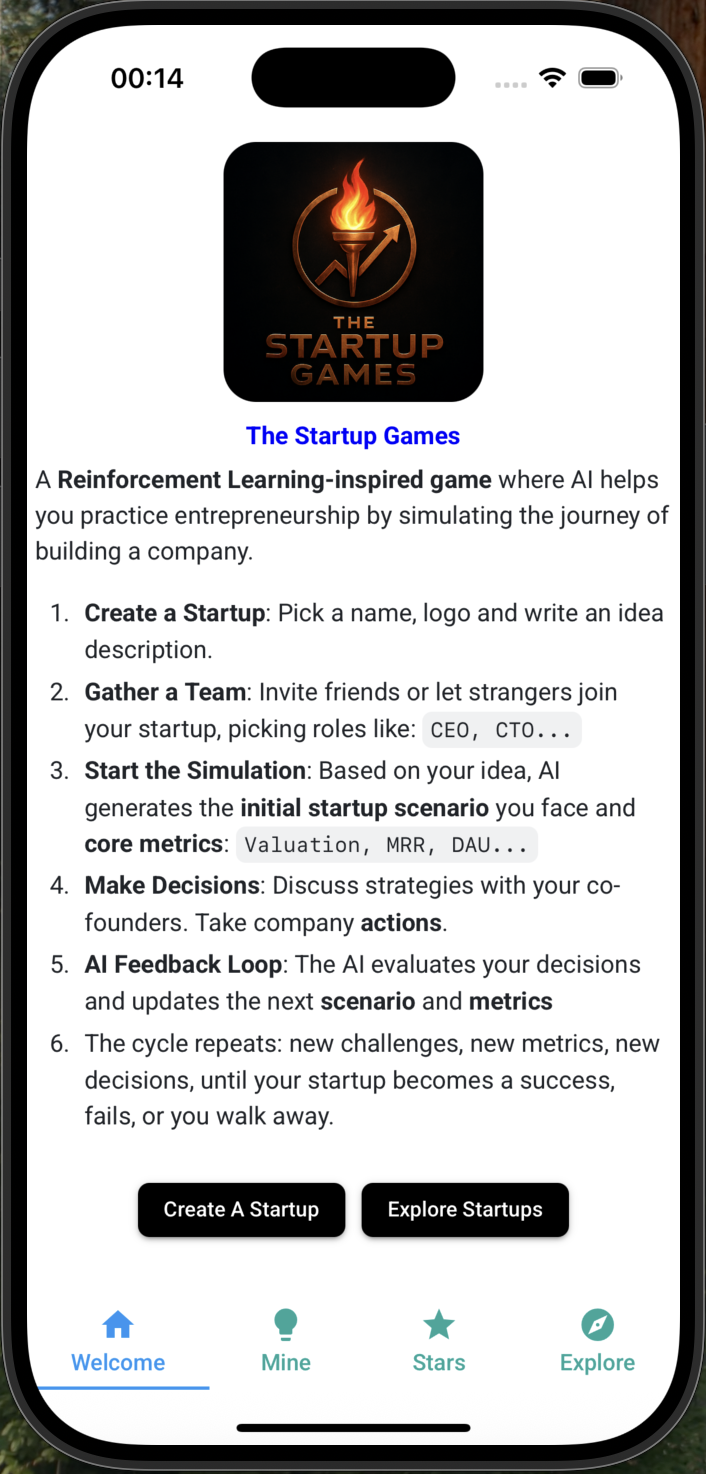 00:14
THE
STARTUP
GAMES
The Startup Games
A Reinforcement Learning-inspired game where AI helps
you practice entrepreneurship by simulating the journey of
building a company.
1. Create a Startup: Pick a name, logo and write an idea
description.
2. Gather a Team: Invite friends or let strangers join
your startup, picking roles like: CEO, CTO...
3. Start the Simulation: Based on your idea, AI
generates the initial startup scenario you face and
core metrics: Valuation, MRR, DAU...
4. Make Decisions: Discuss strategies with your co-
founders. Take company actions.
5. AI Feedback Loop: The AI evaluates your decisions
and updates the next scenario and metrics
6. The cycle repeats: new challenges, new metrics, new
decisions, until your startup becomes a success,
fails, or you walk away.
Create A Startup Explore Startups
Welcome Mine Stars Explore